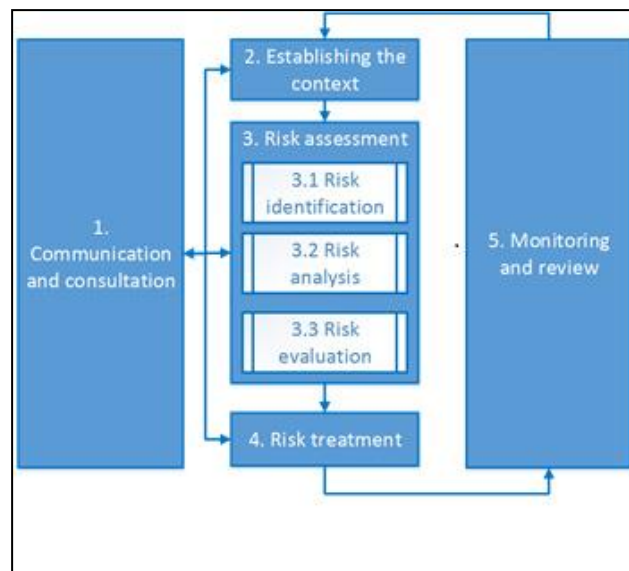 1.
Communication
and consultation
2. Establishing the
context
3. Risk assessment
3.1 Risk
identification
3.2 Risk
analysis
3.3 Risk
evaluation
4. Risk treatment
5. Monitoring
and review